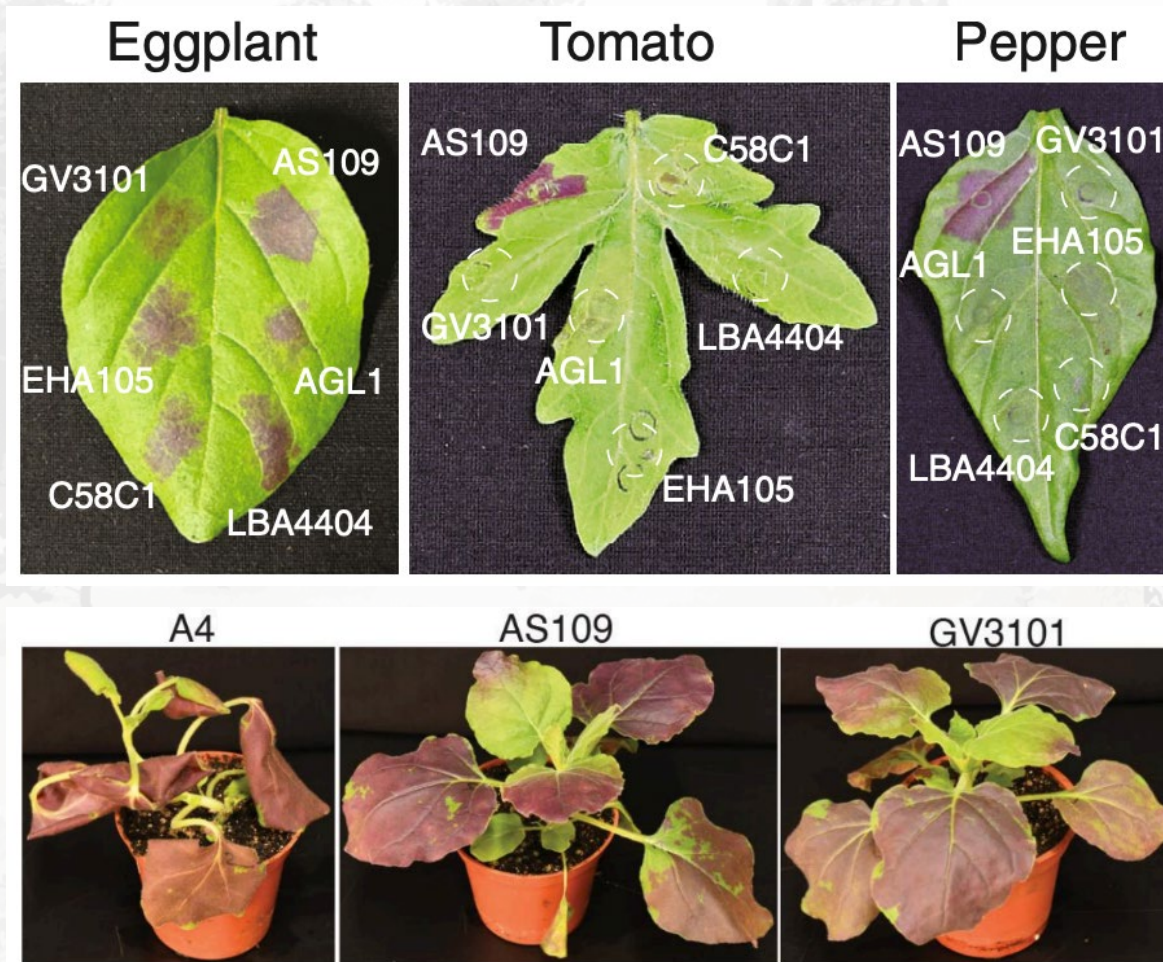 Eggplant
Tomato
Pepper
GV3101
AS109
EHA105
AGL1
C58C1
LBA4404
AS109
C58C1
GV3101
AGL1
LBA4404
EHA105
AS109
GV3101
EHA105
AGL1
C58C1
LBA4404
A4
AS109
GV3101